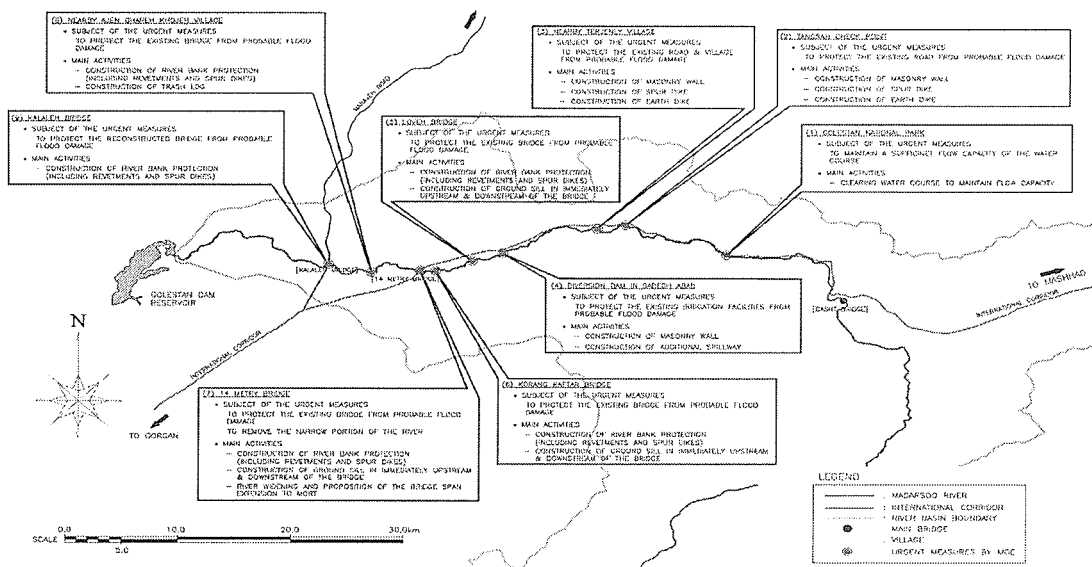 (8) NEARBY AJEN GHAREH KHOJEH VILLAGE
• SUBJECT OF THE URGENT MEASURES
TO PROTECT THE EXISTING BRIDGE FROM PROBABLE FLOOD
DAMAGE
• MAIN ACTIVITIES
– CONSTRUCTION OF RIVER BANK PROTECTION
(INCLUDING REVETMENTS AND SPUR DIKES)
– CONSTRUCTION OF TRASH LOG
(9) KALALEH BRIDGE
• SUBJECT OF THE URGENT MEASURES
TO PROTECT THE RECONSTRUCTED BRIDGE FROM PROBABLE
FLOOD DAMAGE
• MAIN ACTIVITIES
– CONSTRUCTION OF RIVER BANK PROTECTION
(INCLUDING REVETMENTS AND SPUR DIKES)
(5) LOVEH BRIDGE
• SUBJECT OF THE URGENT MEASURES
TO PROTECT THE EXISTING BRIDGE FROM PROBABLE
FLOOD DAMAGE
• MAIN ACTIVITIES
– CONSTRUCTION OF RIVER BANK PROTECTION
(INCLUDING REVETMENTS AND SPUR DIKES)
– CONSTRUCTION OF GROUND SILL IN IMMEDIATELY
UPSTREAM & DOWNSTREAM OF THE BRIDGE
(3) NEARBY TERJENLY VILLAGE
• SUBJECT OF THE URGENT MEASURES
TO PROTECT THE EXISTING ROAD & VILLAGE
FROM PROBABLE FLOOD DAMAGE
• MAIN ACTIVITIES
– CONSTRUCTION OF MASONRY WALL
– CONSTRUCTION OF SPUR DIKE
– CONSTRUCTION OF EARTH DIKE
(2) TANGRAH CHECK POST
• SUBJECT OF THE URGENT MEASURES
TO PROTECT THE EXISTING ROAD FROM PROBABLE FLOOD DAMAGE
• MAIN ACTIVITIES
– CONSTRUCTION OF MASONRY WALL
– CONSTRUCTION OF SPUR DIKE
– CONSTRUCTION OF EARTH DIKE
(1) GOLESTAN NATIONAL PARK
• SUBJECT OF THE URGENT MEASURES
TO MAINTAIN A SUFFICIENT FLOW CAPACITY OF THE WATER
COURSE
• MAIN ACTIVITIES
– CLEARING WATER COURSE TO MAINTAIN FLOW CAPACITY
ROAD
GOLESTAN DAM
RESERVOIR
[KALALEH BRIDGE]
[14 METRY BRIDGE]
[DASHT BRIDGE]
TO MASHHAD
INTERNATIONAL CORRIDOR
(4) DIVERSION DAM IN SADEGH ABAD
• SUBJECT OF THE URGENT MEASURES
TO PROTECT THE EXISTING IRRIGATION FACILITIES FROM
PROBABLE FLOOD DAMAGE
• MAIN ACTIVITIES
– CONSTRUCTION OF MASONRY WALL
– CONSTRUCTION OF ADDITIONAL SPILLWAY
N
INTERNATIONAL CORRIDOR
TO GORGAN
(7) 14 METRY BRIDGE
• SUBJECT OF THE URGENT MEASURES
TO PROTECT THE EXISTING BRIDGE FROM PROBABLE FLOOD
DAMAGE
TO REMOVE THE NARROW PORTION OF THE RIVER
• MAIN ACTIVITIES
– CONSTRUCTION OF RIVER BANK PROTECTION
(INCLUDING REVETMENTS AND SPUR DIKES)
– CONSTRUCTION OF GROUND SILL IN IMMEDIATELY UPSTREAM
& DOWNSTREAM OF THE BRIDGE
– RIVER WIDENING AND PROPOSITION OF THE BRIDGE SPAN
EXTENSION TO MORT
(6) KORANG KAFTAR BRIDGE
• SUBJECT OF THE URGENT MEASURES
TO PROTECT THE EXISTING BRIDGE FROM PROBABLE FLOOD
DAMAGE
• MAIN ACTIVITIES
– CONSTRUCTION OF RIVER BANK PROTECTION
(INCLUDING REVETMENTS AND SPUR DIKES)
– CONSTRUCTION OF GROUND SILL IN IMMEDIATELY UPSTREAM
& DOWNSTREAM OF THE BRIDGE
LEGEND
: MADARSOO RIVER
: INTERNATIONAL CORRIDOR
: RIVER BASIN BOUNDARY
: MAIN BRIDGE
: VILLAGE
: URGENT MEASURES BY MOE
SCALE
0.0 10.0 20.0 30.0km
5.0